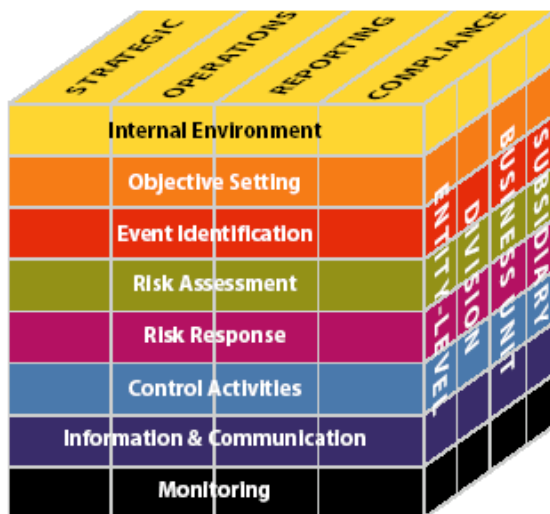 STRATEGIC
OPERATIONS
REPORTING
COMPLIANCE
Internal Environment
Objective Setting
Event Identification
Risk Assessment
Risk Response
Control Activities
Information & Communication
Monitoring
ENTITY-LEVEL
DIVISION
BUSINESS UNIT
SUBSIDIARY